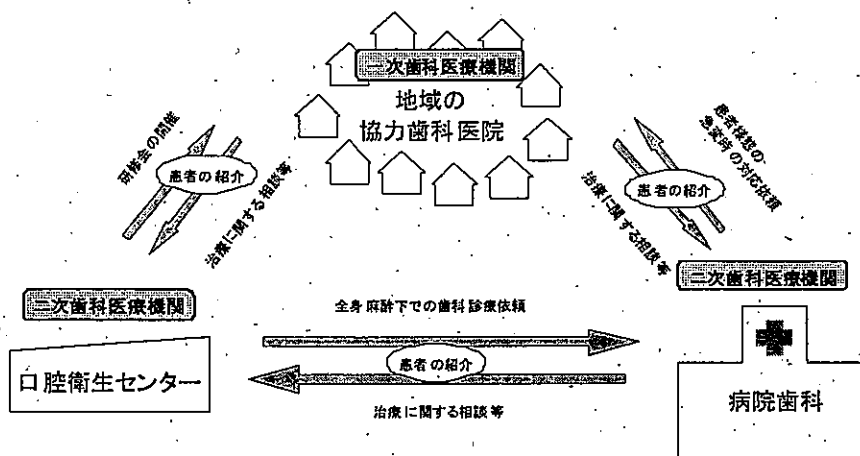 一次歯科医療機関
地域の
協力歯科医院
研修会の開催
患者の紹介
治療に関する相談等
患者様態の
急変時の対応依頼
患者の紹介
治療に関する相談等
二次歯科医療機関
口腔衛生センター
全身麻酔下での歯科診療依頼
患者の紹介
治療に関する相談等
二次歯科医療機関
病院歯科